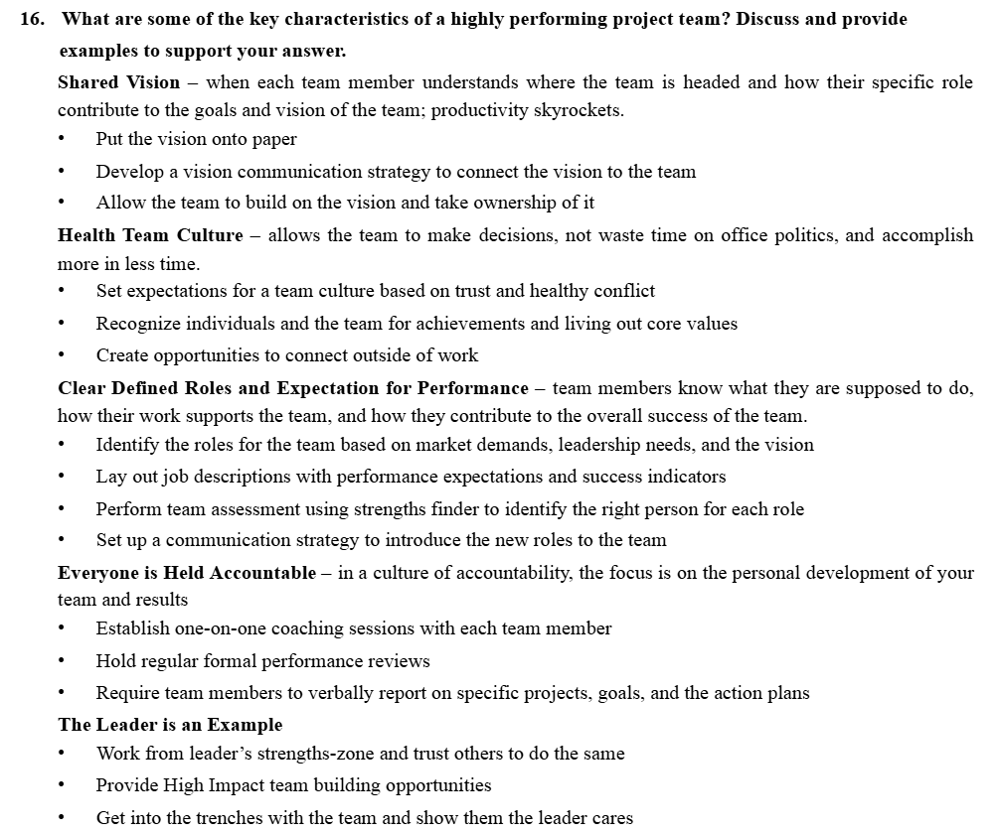 16. What are some of the key characteristics of a highly performing project team? Discuss and provide
examples to support your answer.
Shared Vision – when each team member understands where the team is headed and how their specific role
contribute to the goals and vision of the team; productivity skyrockets.
• Put the vision onto paper
• Develop a vision communication strategy to connect the vision to the team
• Allow the team to build on the vision and take ownership of it
Health Team Culture – allows the team to make decisions, not waste time on office politics, and accomplish
more in less time.
• Set expectations for a team culture based on trust and healthy conflict
• Recognize individuals and the team for achievements and living out core values
• Create opportunities to connect outside of work
Clear Defined Roles and Expectation for Performance – team members know what they are supposed to do,
how their work supports the team, and how they contribute to the overall success of the team.
• Identify the roles for the team based on market demands, leadership needs, and the vision
• Lay out job descriptions with performance expectations and success indicators
• Perform team assessment using strengths finder to identify the right person for each role
• Set up a communication strategy to introduce the new roles to the team
Everyone is Held Accountable – in a culture of accountability, the focus is on the personal development of your
team and results
• Establish one-on-one coaching sessions with each team member
• Hold regular formal performance reviews
• Require team members to verbally report on specific projects, goals, and the action plans
The Leader is an Example
• Work from leader’s strengths-zone and trust others to do the same
• Provide High Impact team building opportunities
• Get into the trenches with the team and show them the leader cares